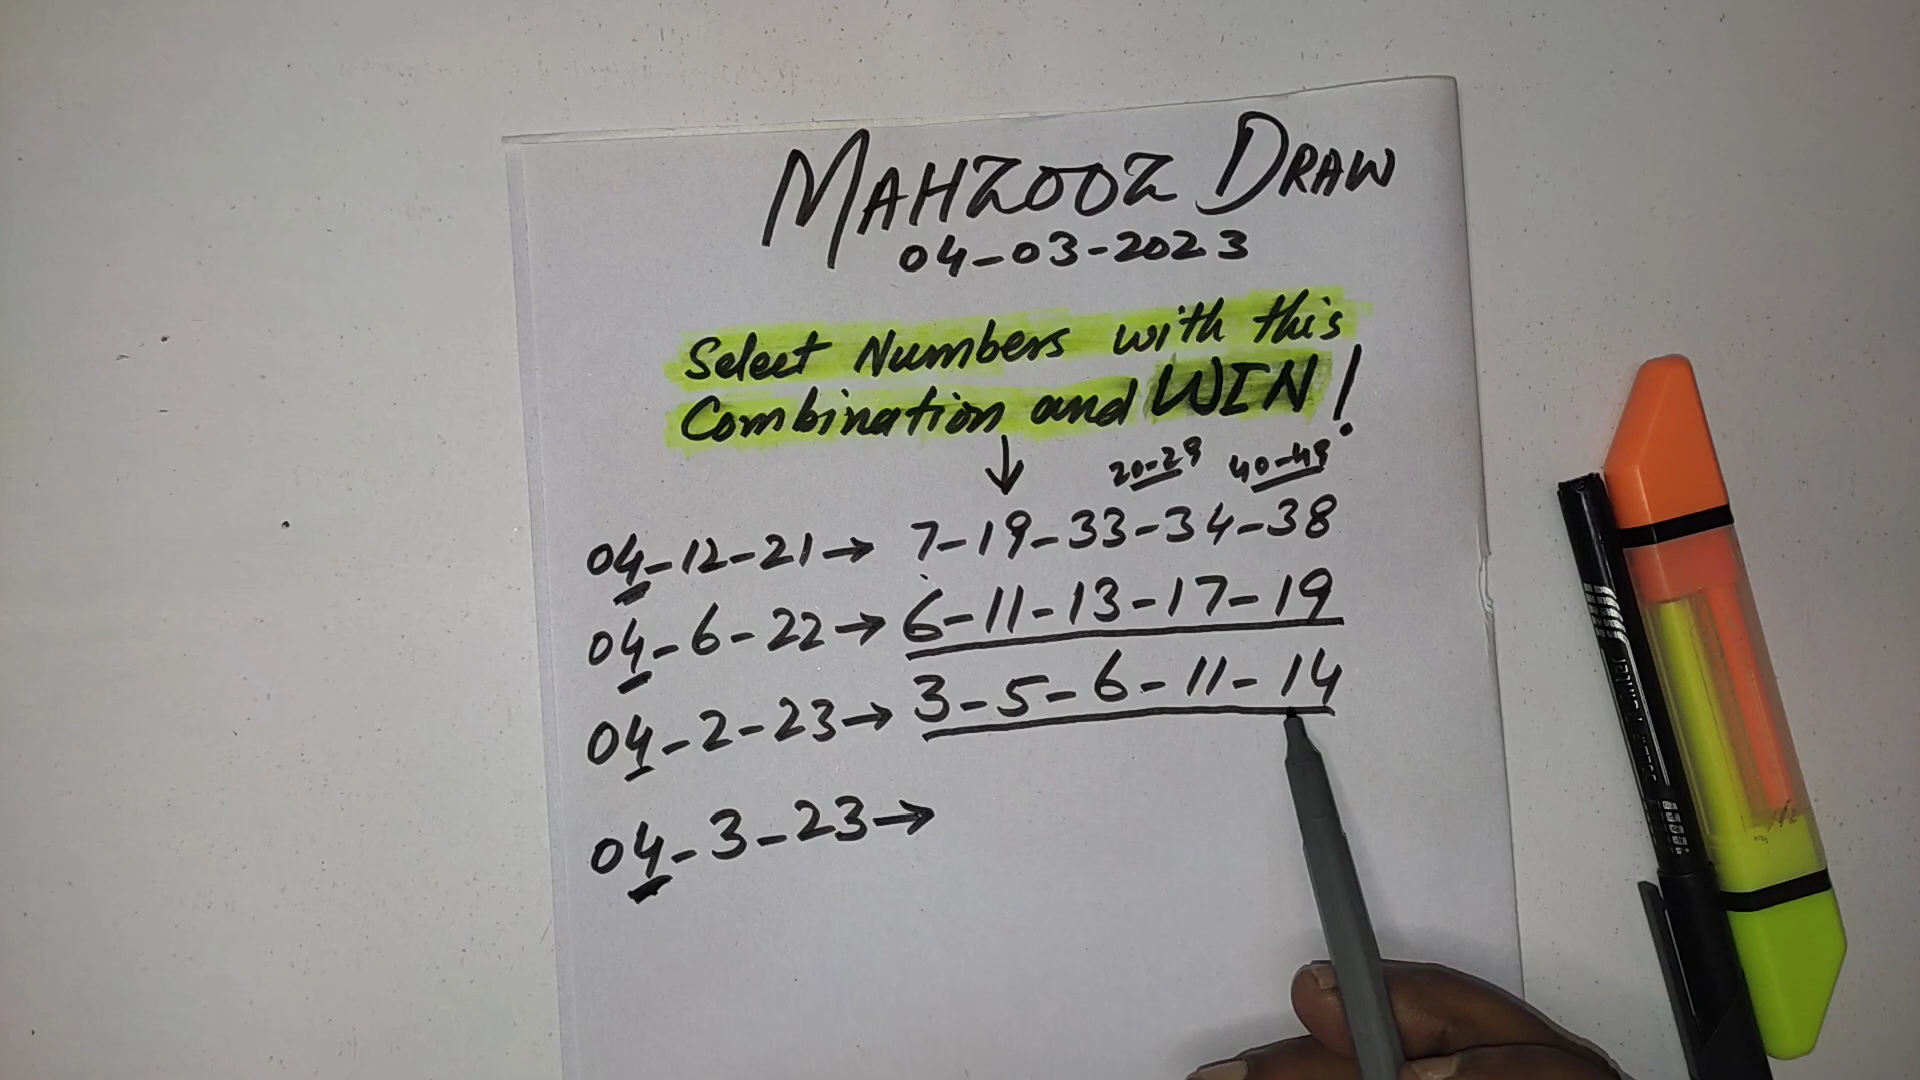 MAHZOOZ DRAW
04-03-2023
Select Numbers with this
Combination and WIN!
20-29 40-49
04-12-21→ 7-19-33-34-38
04-6-22→ 6-11-13-17-19
04-2-23→ 3-5-6-11-14
04-3-23→